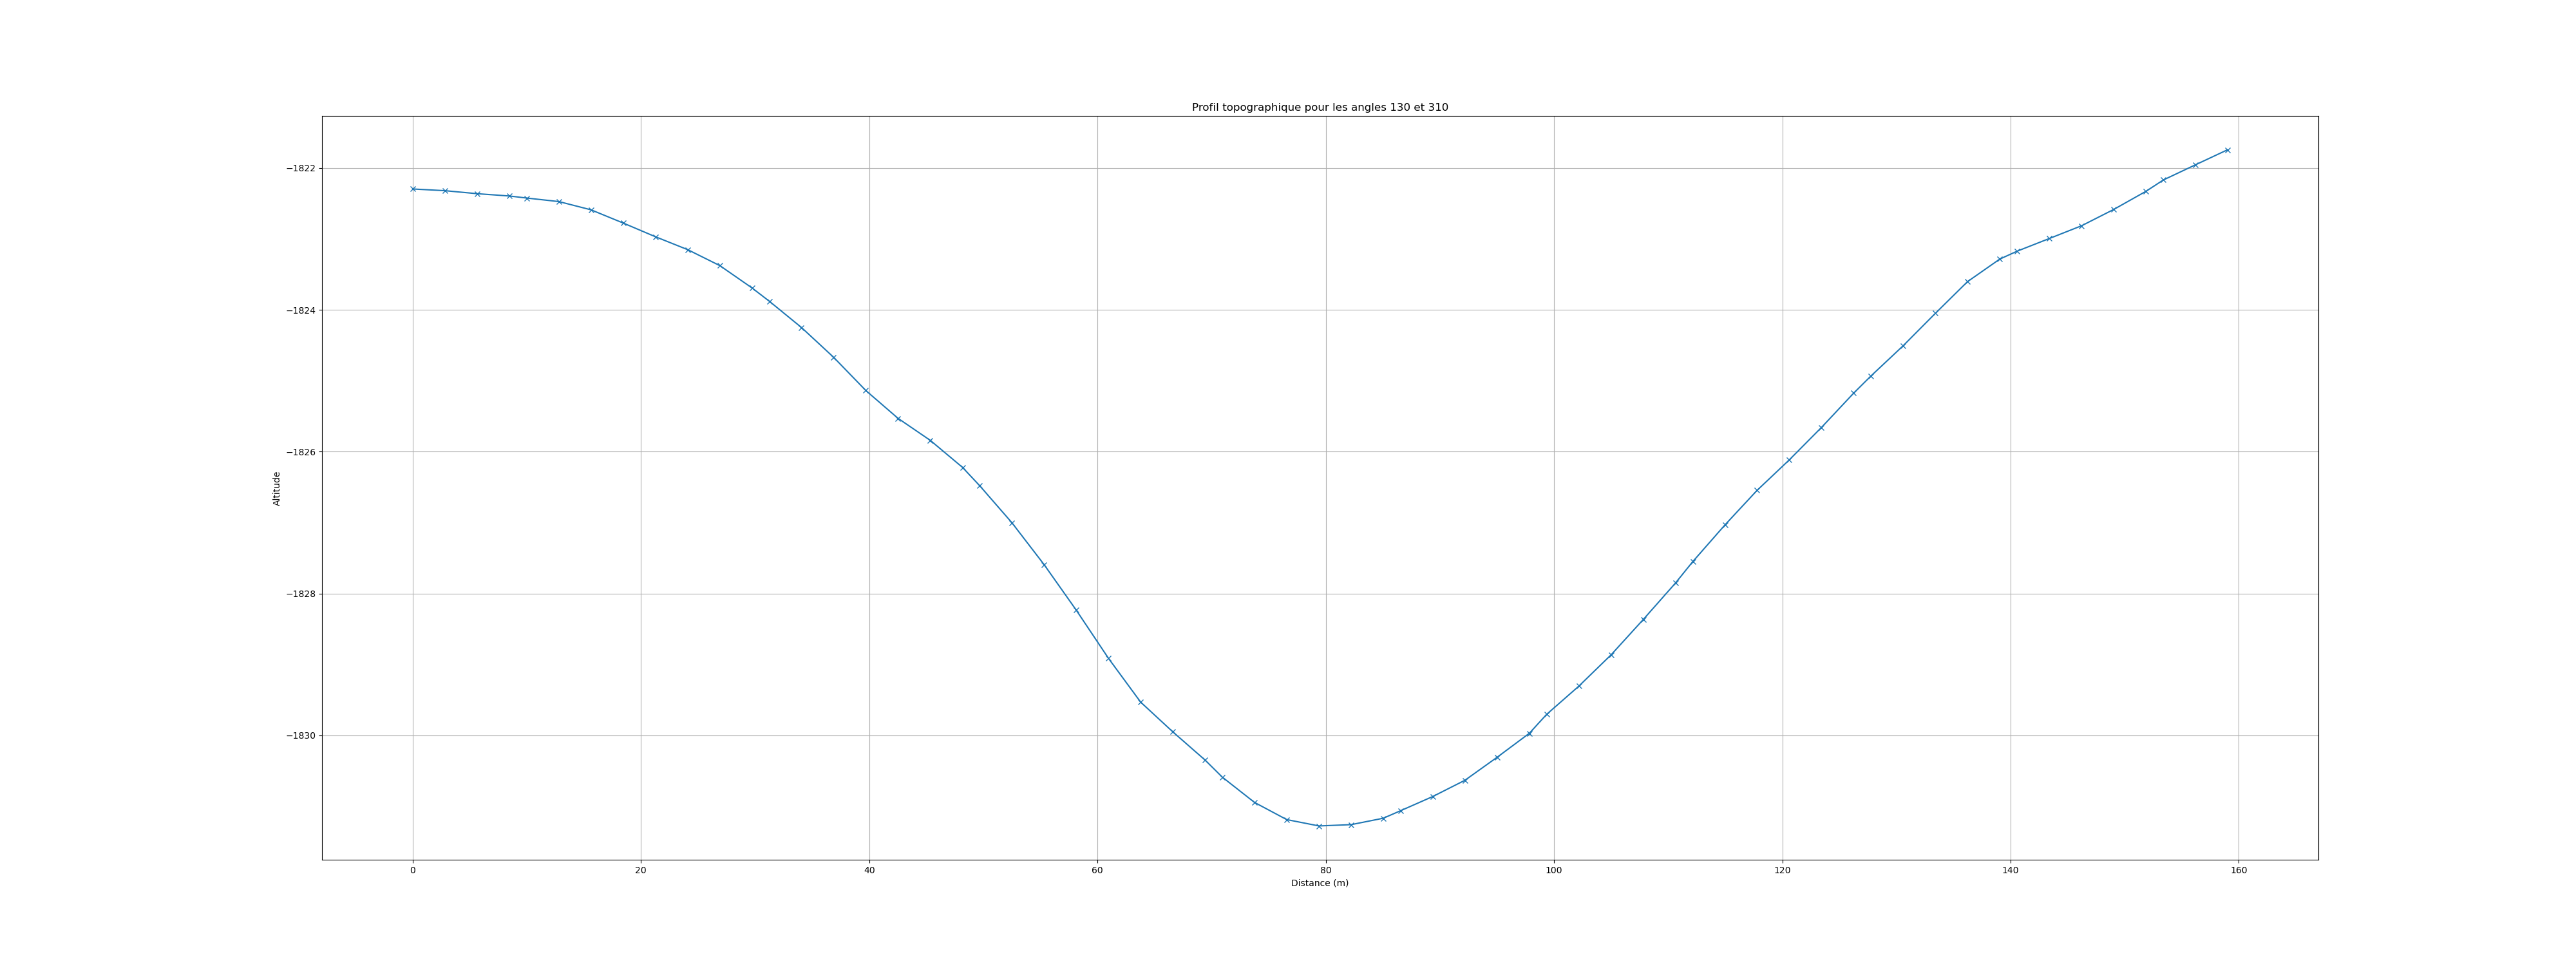 Profil topographique pour les angles 130 et 310
Altitude
−1822
−1824
−1826
−1828
−1830
0 20 40 60 80 100 120 140 160
Distance (m)